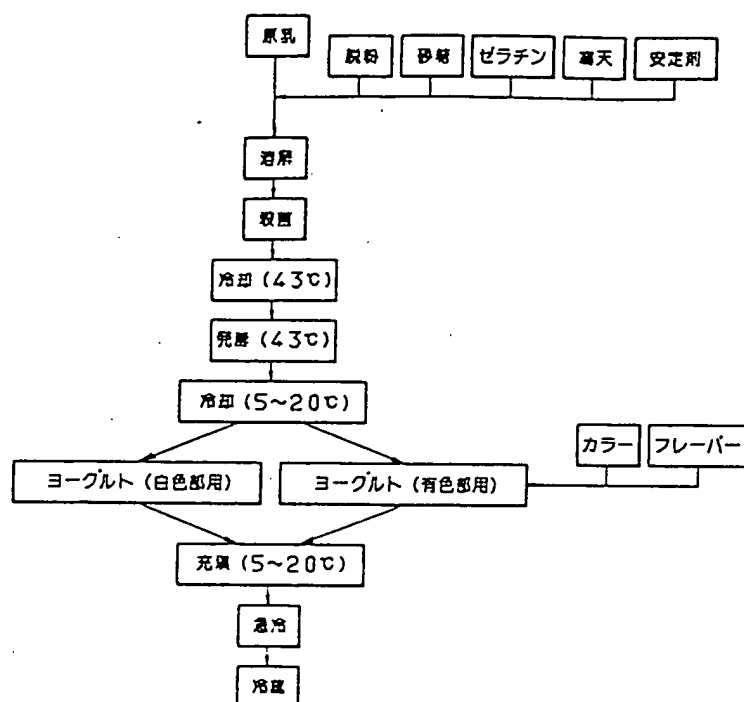 原乳
脱粉
砂糖
ゼラチン
寒天
安定剤
溶解
殺菌
冷却(43℃)
発酵(43℃)
冷却(5～20℃)
カラー
フレーバー
ヨーグルト(白色部用)
ヨーグルト(有色部用)
充填(5～20℃)
急冷
冷蔵